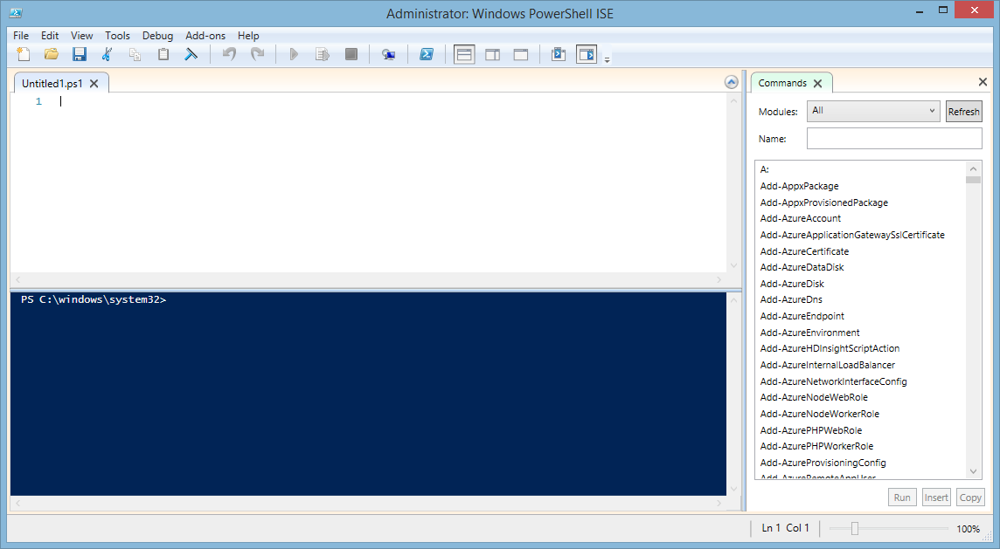 Administrator: Windows PowerShell ISE
File Edit View Tools Debug Add-ons Help
Untitled1.ps1
1
PS C:\windows\system32>
Commands
Modules: All Refresh
Name:
A:
Add-AppxPackage
Add-AppxProvisionedPackage
Add-AzureAccount
Add-AzureApplicationGatewaySslCertificate
Add-AzureCertificate
Add-AzureDataDisk
Add-AzureDisk
Add-AzureDns
Add-AzureEndpoint
Add-AzureEnvironment
Add-AzureHDInsightScriptAction
Add-AzureInternalLoadBalancer
Add-AzureNetworkInterfaceConfig
Add-AzureNodeWebRole
Add-AzureNodeWorkerRole
Add-AzurePHPWebRole
Add-AzurePHPWorkerRole
Add-AzureProvisioningConfig
Add-AzureRemoteAppUser
Run Insert Copy
Ln 1 Col 1 100%